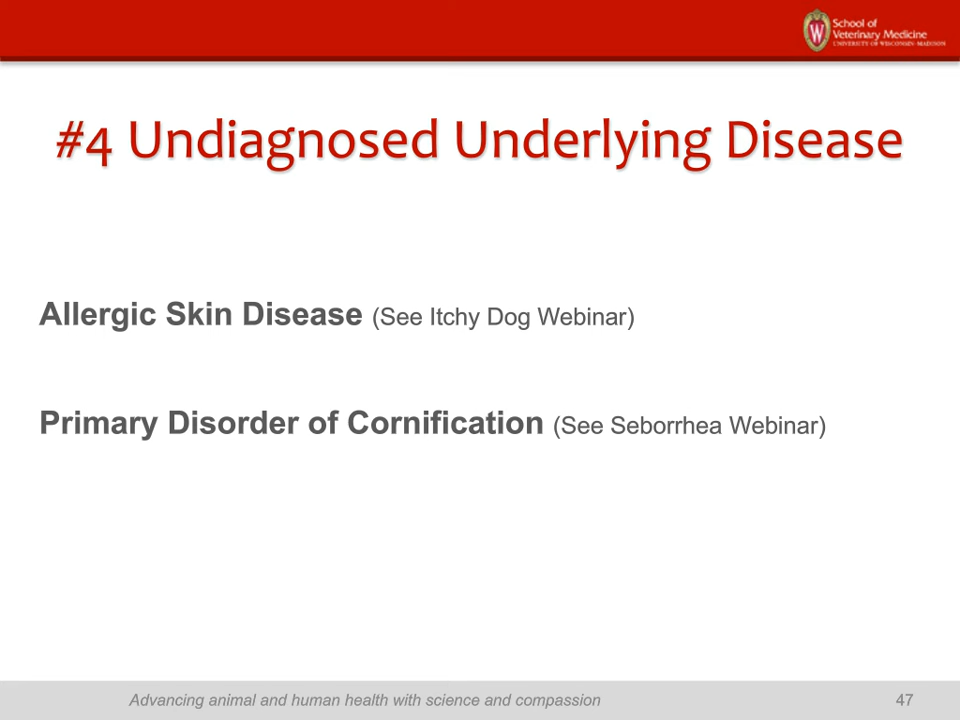 School of
Veterinary Medicine
UNIVERSITY OF WISCONSIN-MADISON
#4 Undiagnosed Underlying Disease
Allergic Skin Disease (See Itchy Dog Webinar)
Primary Disorder of Cornification (See Seborrhea Webinar)
Advancing animal and human health with science and compassion
47